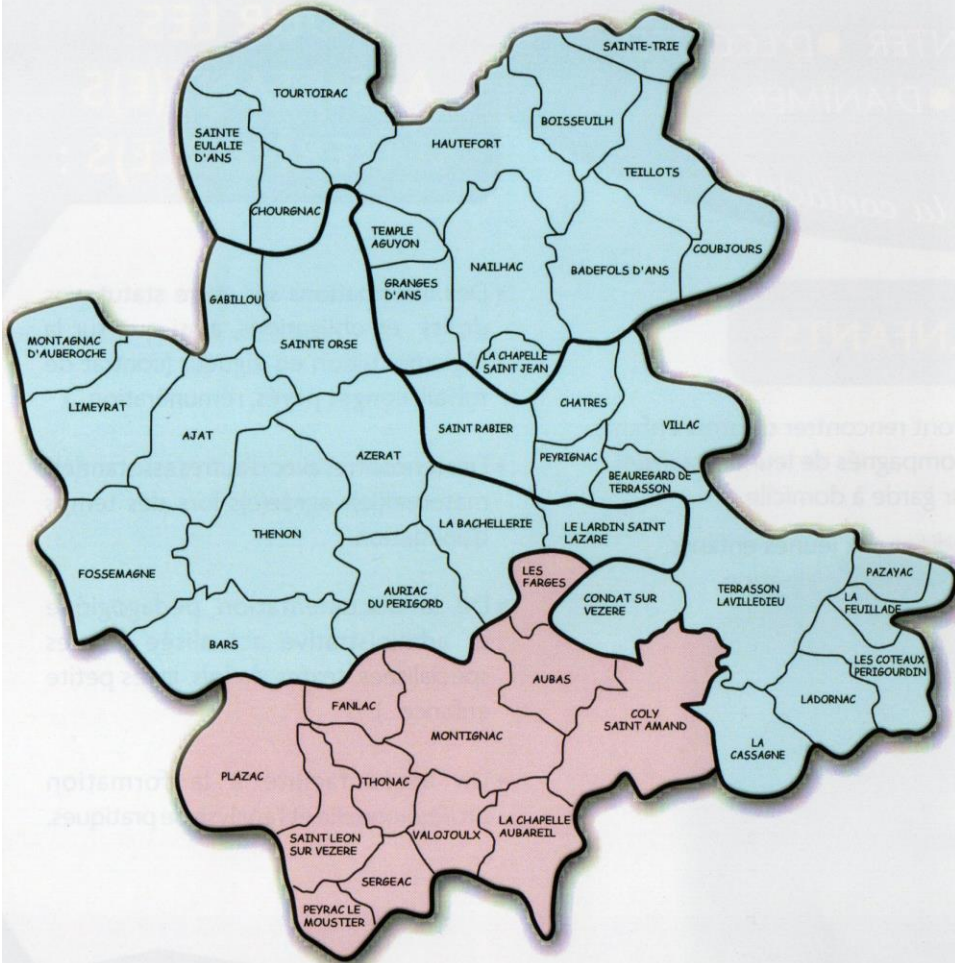 SAINTE-TRIE
TOURTOIRAC
BOISSEUILH
SAINTE
EULALIE
D'ANS
HAUTEFORT
TEILLOTS
CHOURGNAC
TEMPLE
AGUYON
COUBJOURS
NAILHAC
BADEFOLS D'ANS
GRANGES
D'ANS
GABILLOU
MONTAGNAC
D'AUBEROCHE
SAINTE ORSE
LA CHAPELLE
SAINT JEAN
LIMEYRAT
CHATRES
AJAT
SAINT RABIER
VILLAC
AZERAT
PEYRIGNAC
BEAUREGARD DE
TERRASSON
LA BACHELLERIE
LE LARDIN SAINT
LAZARE
THENON
FOSSEMAGNE
LES
FARGES
PAZAYAC
AURIAC
DU PERIGORD
CONDAT SUR
VEZERE
TERRASSON
LAVILLEDIEU
LA
FEUILLADE
BARS
LES COTEAUX
PERIGOURDIN
AUBAS
LADORNAC
FANLAC
COLY
SAINT AMAND
MONTIGNAC
LA
CASSAGNE
PLAZAC
THONAC
LA CHAPELLE
AUBAREIL
SAINT LEON
SUR VEZERE
VALOJOULX
SERGEAC
PEYRAC LE
MOUSTIER